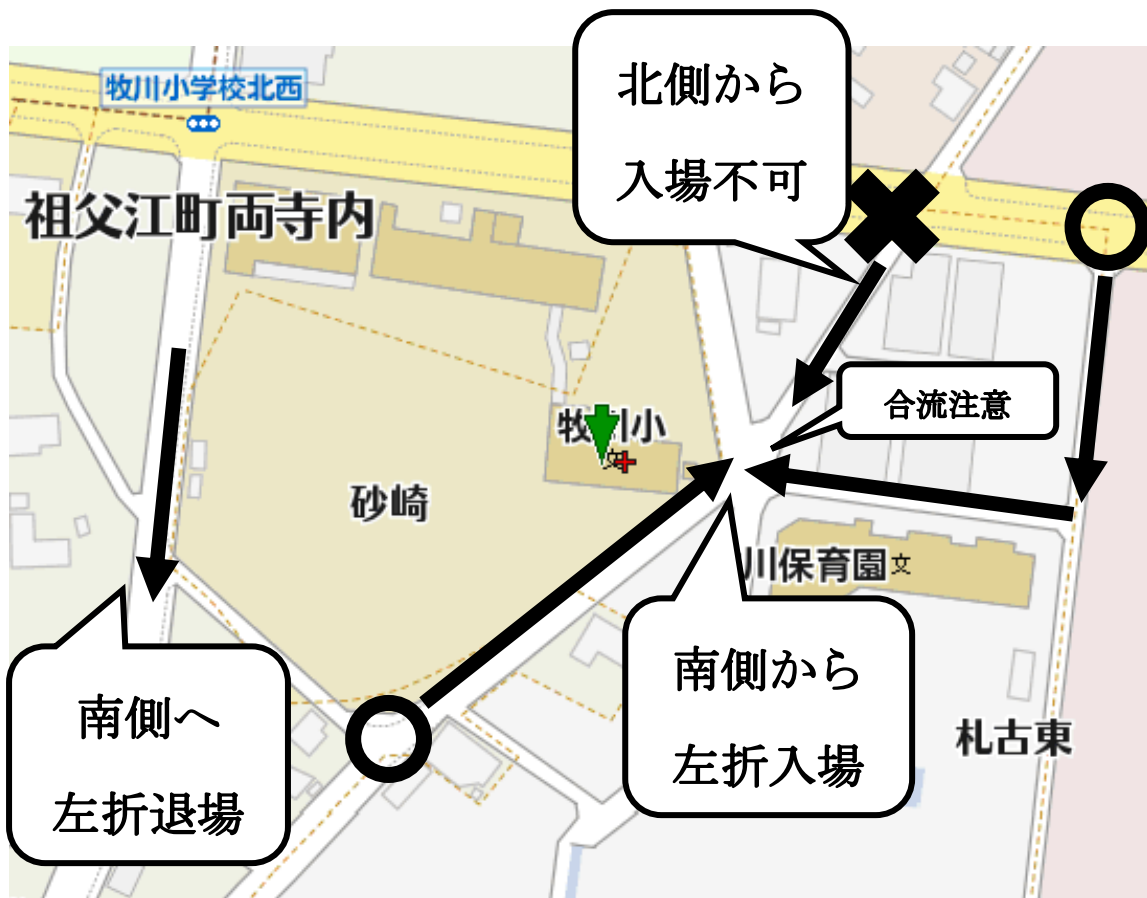 北側から
入場不可
牧川小学校北西
祖父江町両寺内
合流注意
牧川小
文
砂崎
川保育園
文
南側から
左折入場
南側へ
左折退場
札古東